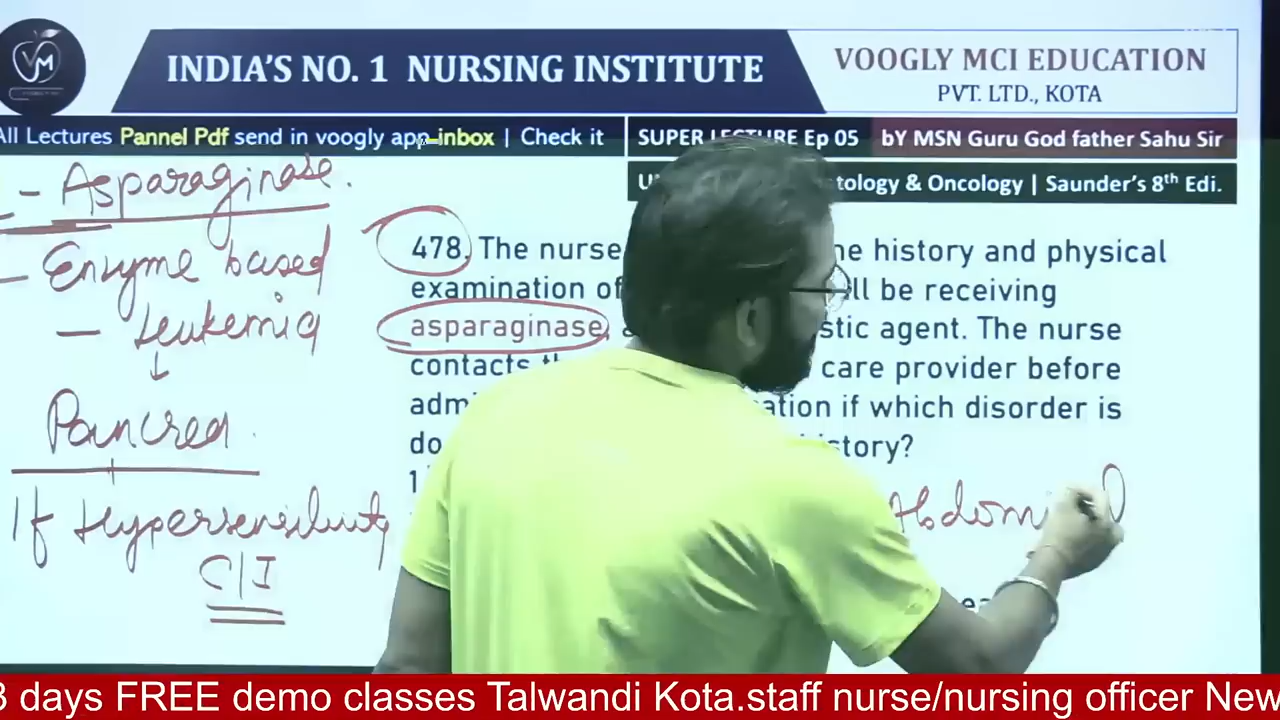 VM
INDIA'S NO. 1 NURSING INSTITUTE
VOOGLY MCI EDUCATION
PVT. LTD., KOTA
All Lectures Pannel Pdf send in voogly app-inbox | Check it
SUPER LECTURE Ep 05 bY MSN Guru God father Sahu Sir
tology & Oncology | Saunder's 8th Edi.
- Asparaginase.
- Enzyme based
- Leukemia
↓
Pancrea
If Hypersensitivity
C/I
478. The nurse he history and physical
examination of ll be receiving
asparaginase, stic agent. The nurse
contacts care provider before
adm ation if which disorder is
do story?
1
Abdomi
3 days FREE demo classes Talwandi Kota.staff nurse/nursing officer New